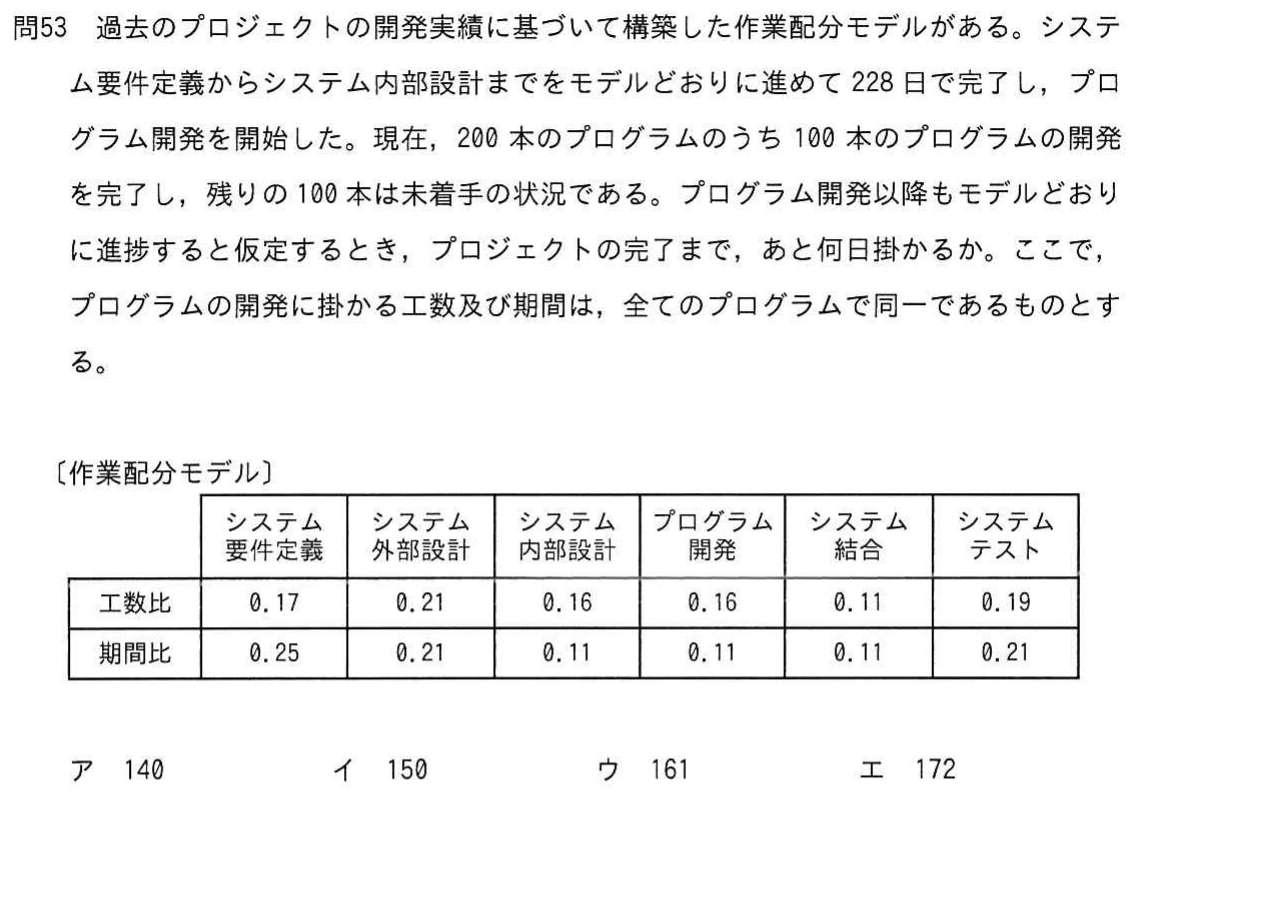 問53 過去のプロジェクトの開発実績に基づいて構築した作業配分モデルがある。システ
ム要件定義からシステム内部設計までをモデルどおりに進めて 228 日で完了し，プロ
グラム開発を開始した。現在，200 本のプログラムのうち 100 本のプログラムの開発
を完了し，残りの 100 本は未着手の状況である。プログラム開発以降もモデルどおり
に進捗すると仮定するとき，プロジェクトの完了まで，あと何日掛かるか。ここで，
プログラムの開発に掛かる工数及び期間は，全てのプログラムで同一であるものとす
る。
〔作業配分モデル〕
システム 要件定義 システム 外部設計 システム 内部設計 プログラム 開発 システム 結合 システム テスト
工数比 0.17 0.21 0.16 0.16 0.11 0.19
期間比 0.25 0.21 0.11 0.11 0.11 0.21
ア 140 イ 150 ウ 161 エ 172